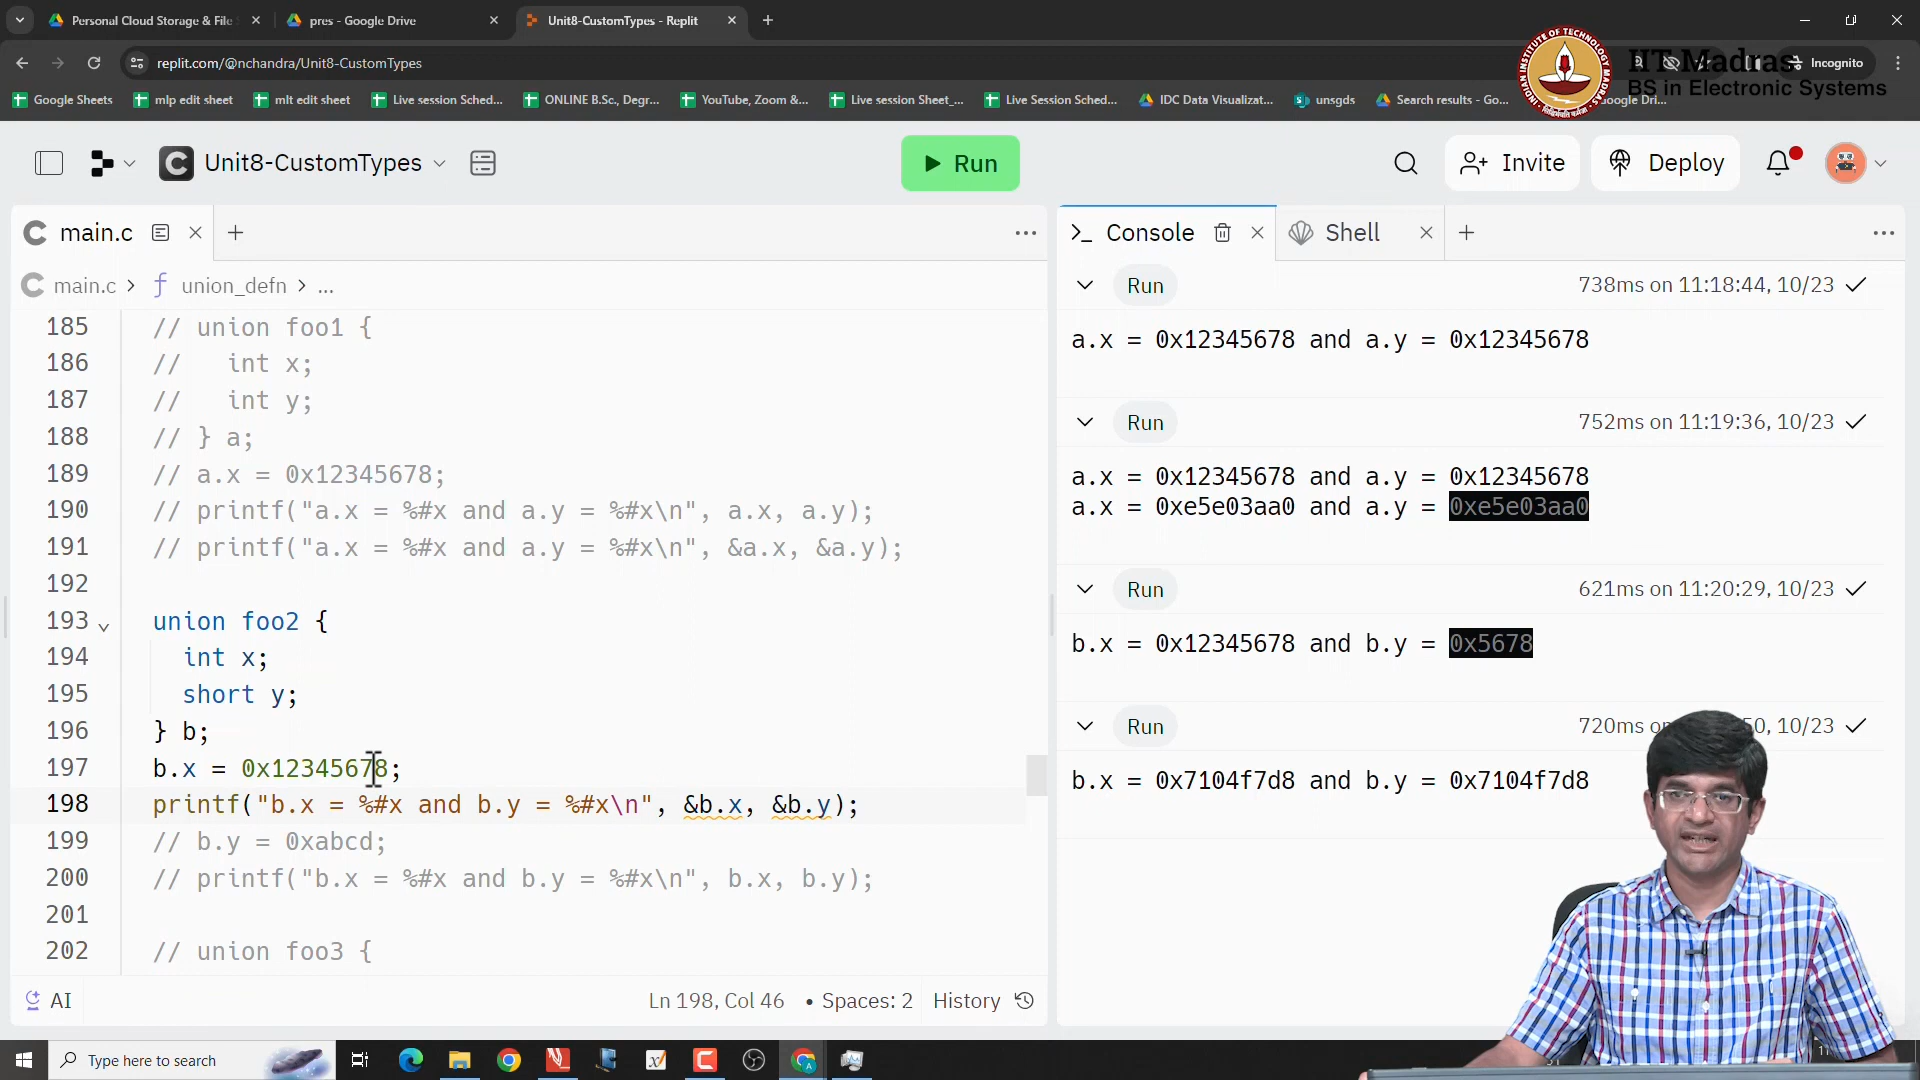 Personal Cloud Storage & File
pres - Google Drive
Unit8-CustomTypes - Replit
replit.com/@nchandra/Unit8-CustomTypes
Incognito
IIT Madras
BS in Electronic Systems
Google Sheets
mlp edit sheet
mlt edit sheet
Live session Sched...
ONLINE B.Sc., Degr...
YouTube, Zoom &...
Live session Sheet_...
Live Session Sched...
IDC Data Visualizat...
unsgds
Search results - Go...
Google Dri...
Unit8-CustomTypes
Run
Invite
Deploy
main.c
main.c > union_defn > ...
185 // union foo1 {
186 //   int x;
187 //   int y;
188 // } a;
189 // a.x = 0x12345678;
190 // printf("a.x = %#x and a.y = %#x\n", a.x, a.y);
191 // printf("a.x = %#x and a.y = %#x\n", &a.x, &a.y);
192
193 union foo2 {
194   int x;
195   short y;
196 } b;
197 b.x = 0x12345678;
198 printf("b.x = %#x and b.y = %#x\n", &b.x, &b.y);
199 // b.y = 0xabcd;
200 // printf("b.x = %#x and b.y = %#x\n", b.x, b.y);
201
202 // union foo3 {
AI
Ln 198, Col 46 • Spaces: 2 History
Console
Shell
Run 738ms on 11:18:44, 10/23
a.x = 0x12345678 and a.y = 0x12345678
Run 752ms on 11:19:36, 10/23
a.x = 0x12345678 and a.y = 0x12345678
a.x = 0xe5e03aa0 and a.y = 0xe5e03aa0
Run 621ms on 11:20:29, 10/23
b.x = 0x12345678 and b.y = 0x5678
Run 720ms 50, 10/23
b.x = 0x7104f7d8 and b.y = 0x7104f7d8
Type here to search